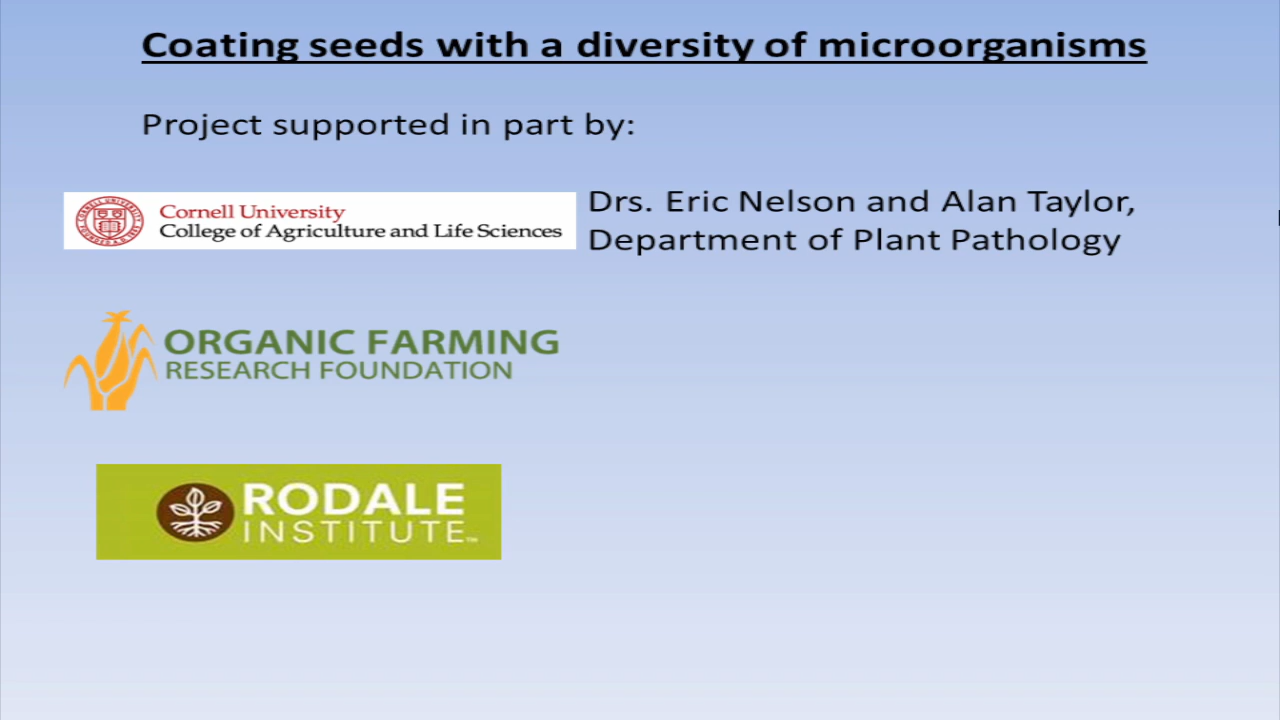 Coating seeds with a diversity of microorganisms
Project supported in part by:
Cornell University
College of Agriculture and Life Sciences
Drs. Eric Nelson and Alan Taylor,
Department of Plant Pathology
ORGANIC FARMING
RESEARCH FOUNDATION
RODALE
INSTITUTE™